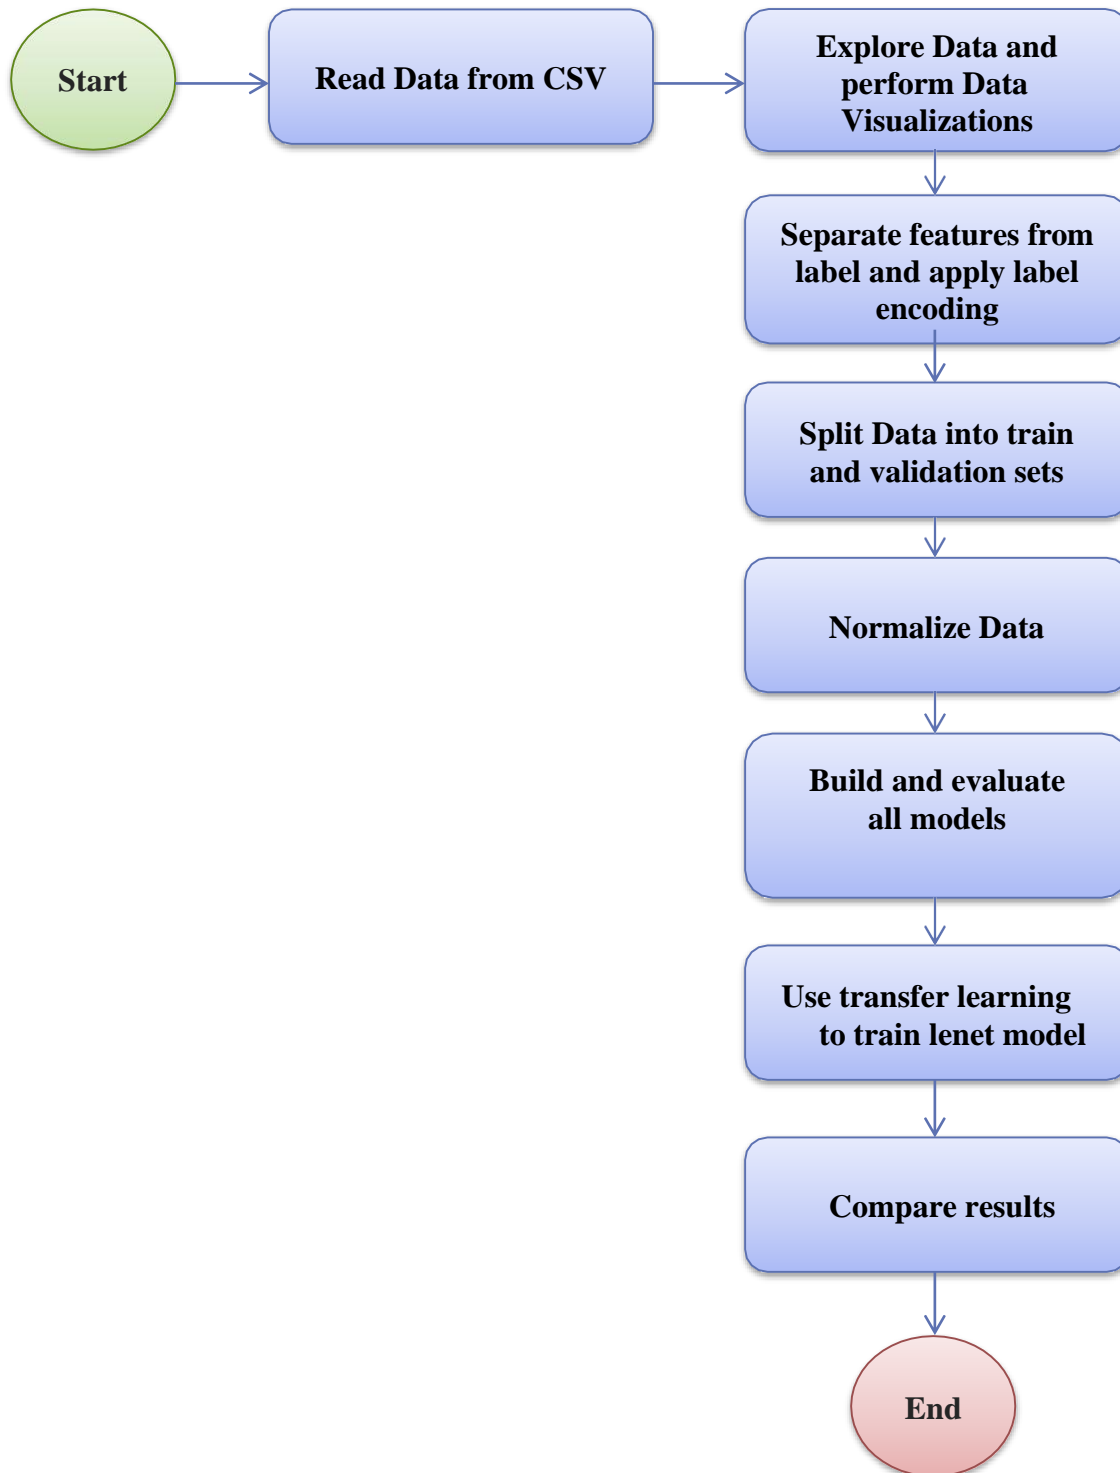 Start
Read Data from CSV
Explore Data and
perform Data
Visualizations
Separate features from
label and apply label
encoding
Split Data into train
and validation sets
Normalize Data
Build and evaluate
all models
Use transfer learning
to train lenet model
Compare results
End